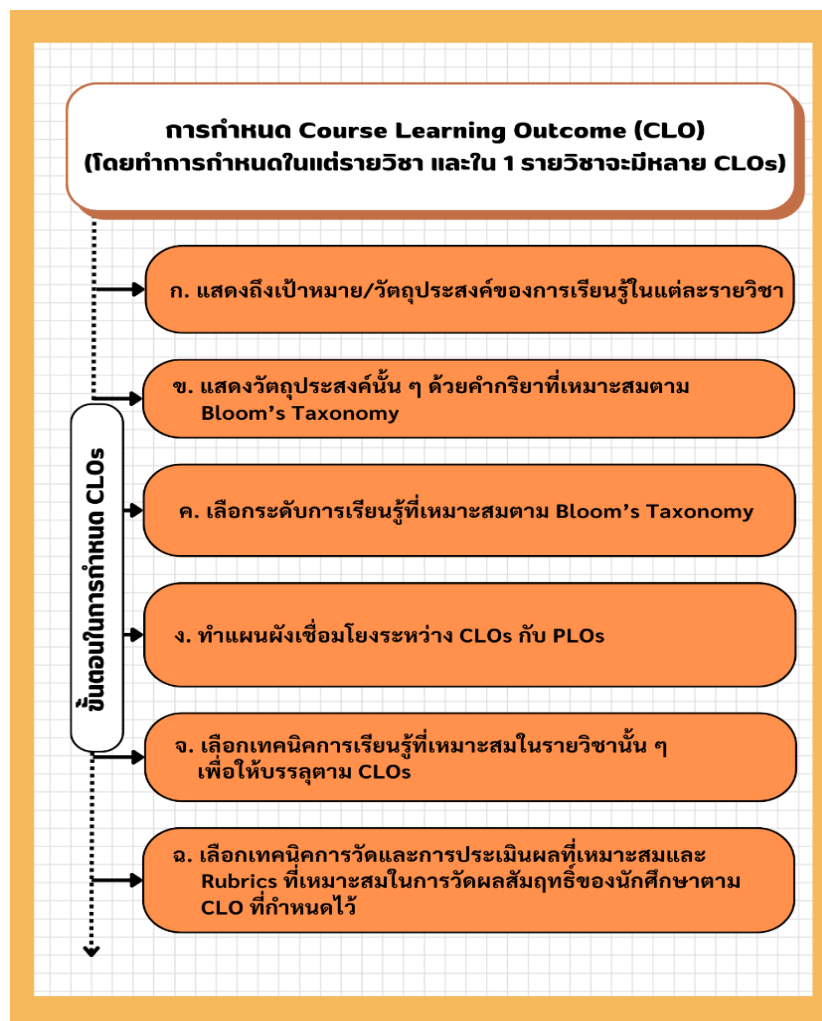 การกำหนด Course Learning Outcome (CLO)
(โดยทำการกำหนดในแต่รายวิชา และใน 1 รายวิชาจะมีหลาย CLOs)
ก. แสดงถึงเป้าหมาย/วัตถุประสงค์ของการเรียนรู้ในแต่ละรายวิชา
ข. แสดงวัตถุประสงค์นั้น ๆ ด้วยคำกริยาที่เหมาะสมตาม
Bloom’s Taxonomy
ขั้นตอนในการกำหนด CLOs
ค. เลือกระดับการเรียนรู้ที่เหมาะสมตาม Bloom’s Taxonomy
ง. ทำแผนผังเชื่อมโยงระหว่าง CLOs กับ PLOs
จ. เลือกเทคนิคการเรียนรู้ที่เหมาะสมในรายวิชานั้น ๆ
เพื่อให้บรรลุตาม CLOs
ฉ. เลือกเทคนิคการวัดและการประเมินผลที่เหมาะสมและ
Rubrics ที่เหมาะสมในการวัดผลสัมฤทธิ์ของนักศึกษาตาม
CLO ที่กำหนดไว้